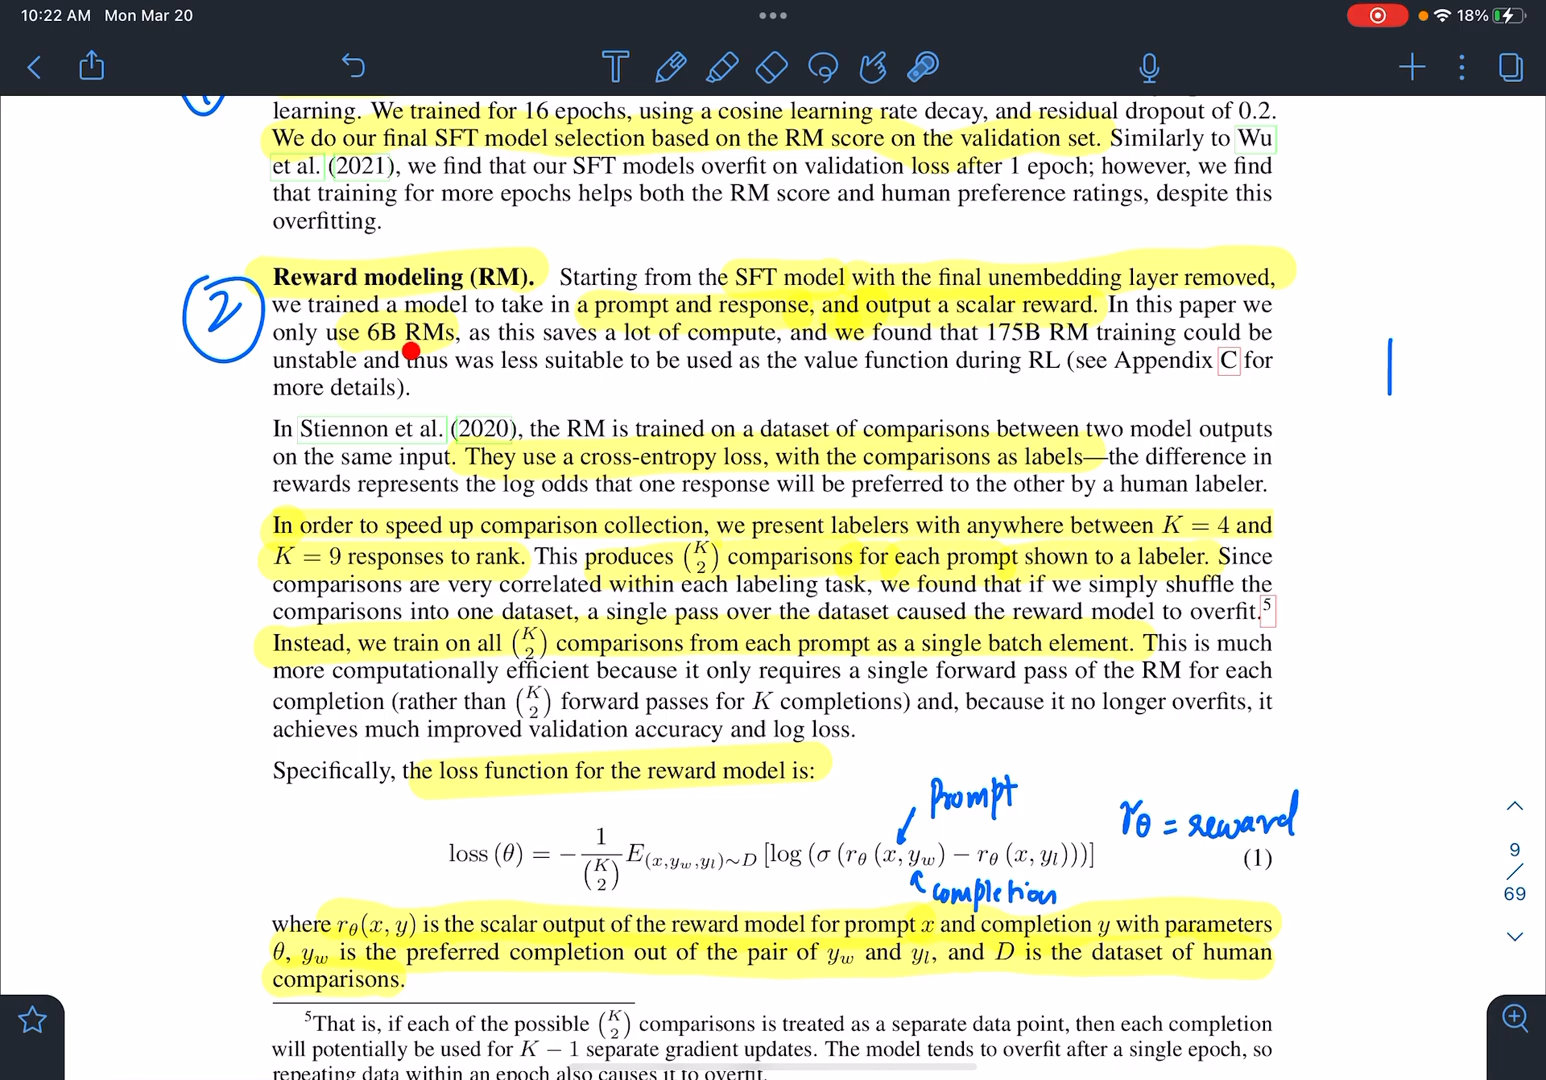 10:22 AM Mon Mar 20
18%
learning. We trained for 16 epochs, using a cosine learning rate decay, and residual dropout of 0.2.
We do our final SFT model selection based on the RM score on the validation set. Similarly to Wu
et al. (2021), we find that our SFT models overfit on validation loss after 1 epoch; however, we find
that training for more epochs helps both the RM score and human preference ratings, despite this
overfitting.
2
Reward modeling (RM). Starting from the SFT model with the final unembedding layer removed,
we trained a model to take in a prompt and response, and output a scalar reward. In this paper we
only use 6B RMs, as this saves a lot of compute, and we found that 175B RM training could be
unstable and thus was less suitable to be used as the value function during RL (see Appendix C for
more details).
In Stiennon et al. (2020), the RM is trained on a dataset of comparisons between two model outputs
on the same input. They use a cross-entropy loss, with the comparisons as labels—the difference in
rewards represents the log odds that one response will be preferred to the other by a human labeler.
In order to speed up comparison collection, we present labelers with anywhere between K = 4 and
K = 9 responses to rank. This produces (K 2) comparisons for each prompt shown to a labeler. Since
comparisons are very correlated within each labeling task, we found that if we simply shuffle the
comparisons into one dataset, a single pass over the dataset caused the reward model to overfit.5
Instead, we train on all (K 2) comparisons from each prompt as a single batch element. This is much
more computationally efficient because it only requires a single forward pass of the RM for each
completion (rather than (K 2) forward passes for K completions) and, because it no longer overfits, it
achieves much improved validation accuracy and log loss.
Specifically, the loss function for the reward model is:
Prompt
rθ = reward
loss (θ) = − 1/(K 2) E(x,yw,yl)∼D [log (σ (rθ (x, yw) − rθ (x, yl)))] (1)
completion
where rθ(x, y) is the scalar output of the reward model for prompt x and completion y with parameters
θ, yw is the preferred completion out of the pair of yw and yl, and D is the dataset of human
comparisons.
5That is, if each of the possible (K 2) comparisons is treated as a separate data point, then each completion
will potentially be used for K − 1 separate gradient updates. The model tends to overfit after a single epoch, so
repeating data within an epoch also causes it to overfit.
9
69